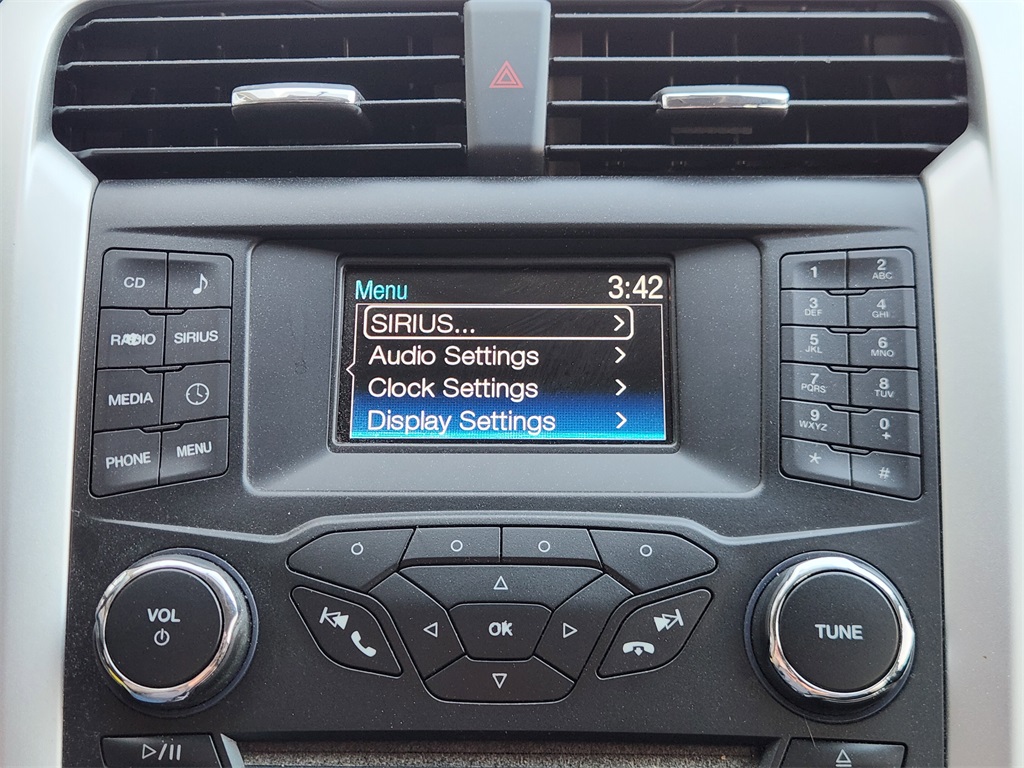 Menu 3:42
SIRIUS... >
Audio Settings >
Clock Settings >
Display Settings >
CD
RADIO SIRIUS
MEDIA
PHONE MENU
1 2 ABC
3 DEF 4 GHI
5 JKL 6 MNO
7 PQRS 8 TUV
9 WXYZ 0 +
* #
VOL
OK
TUNE